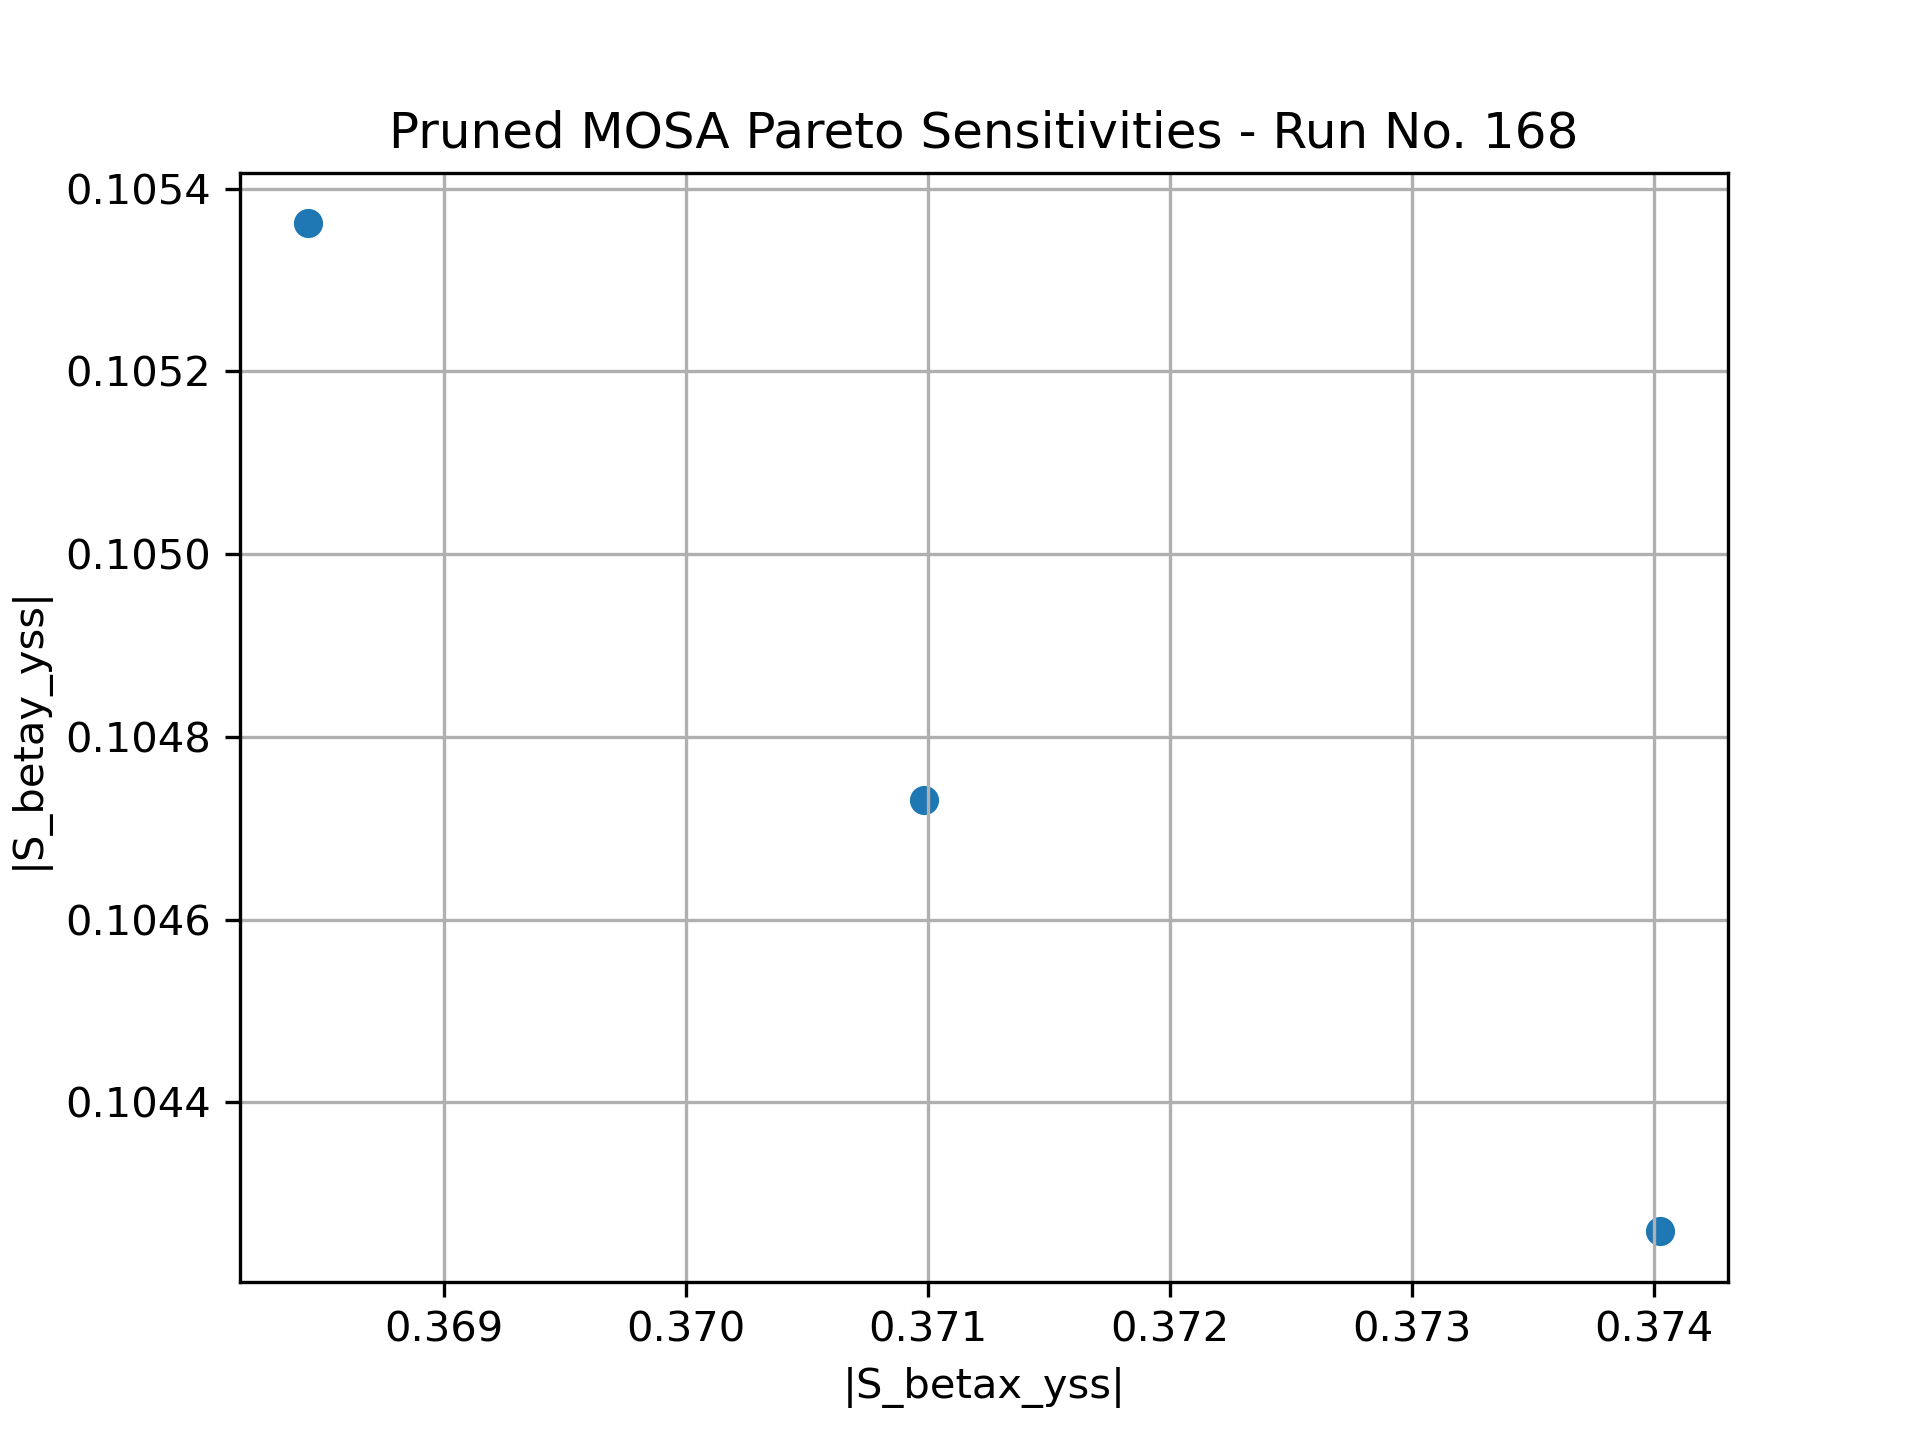 Pruned MOSA Pareto Sensitivities - Run No. 168
0.1054
0.1052
0.1050
0.1048
0.1046
0.1044
|S_betay_yss|
0.369 0.370 0.371 0.372 0.373 0.374
|S_betax_yss|